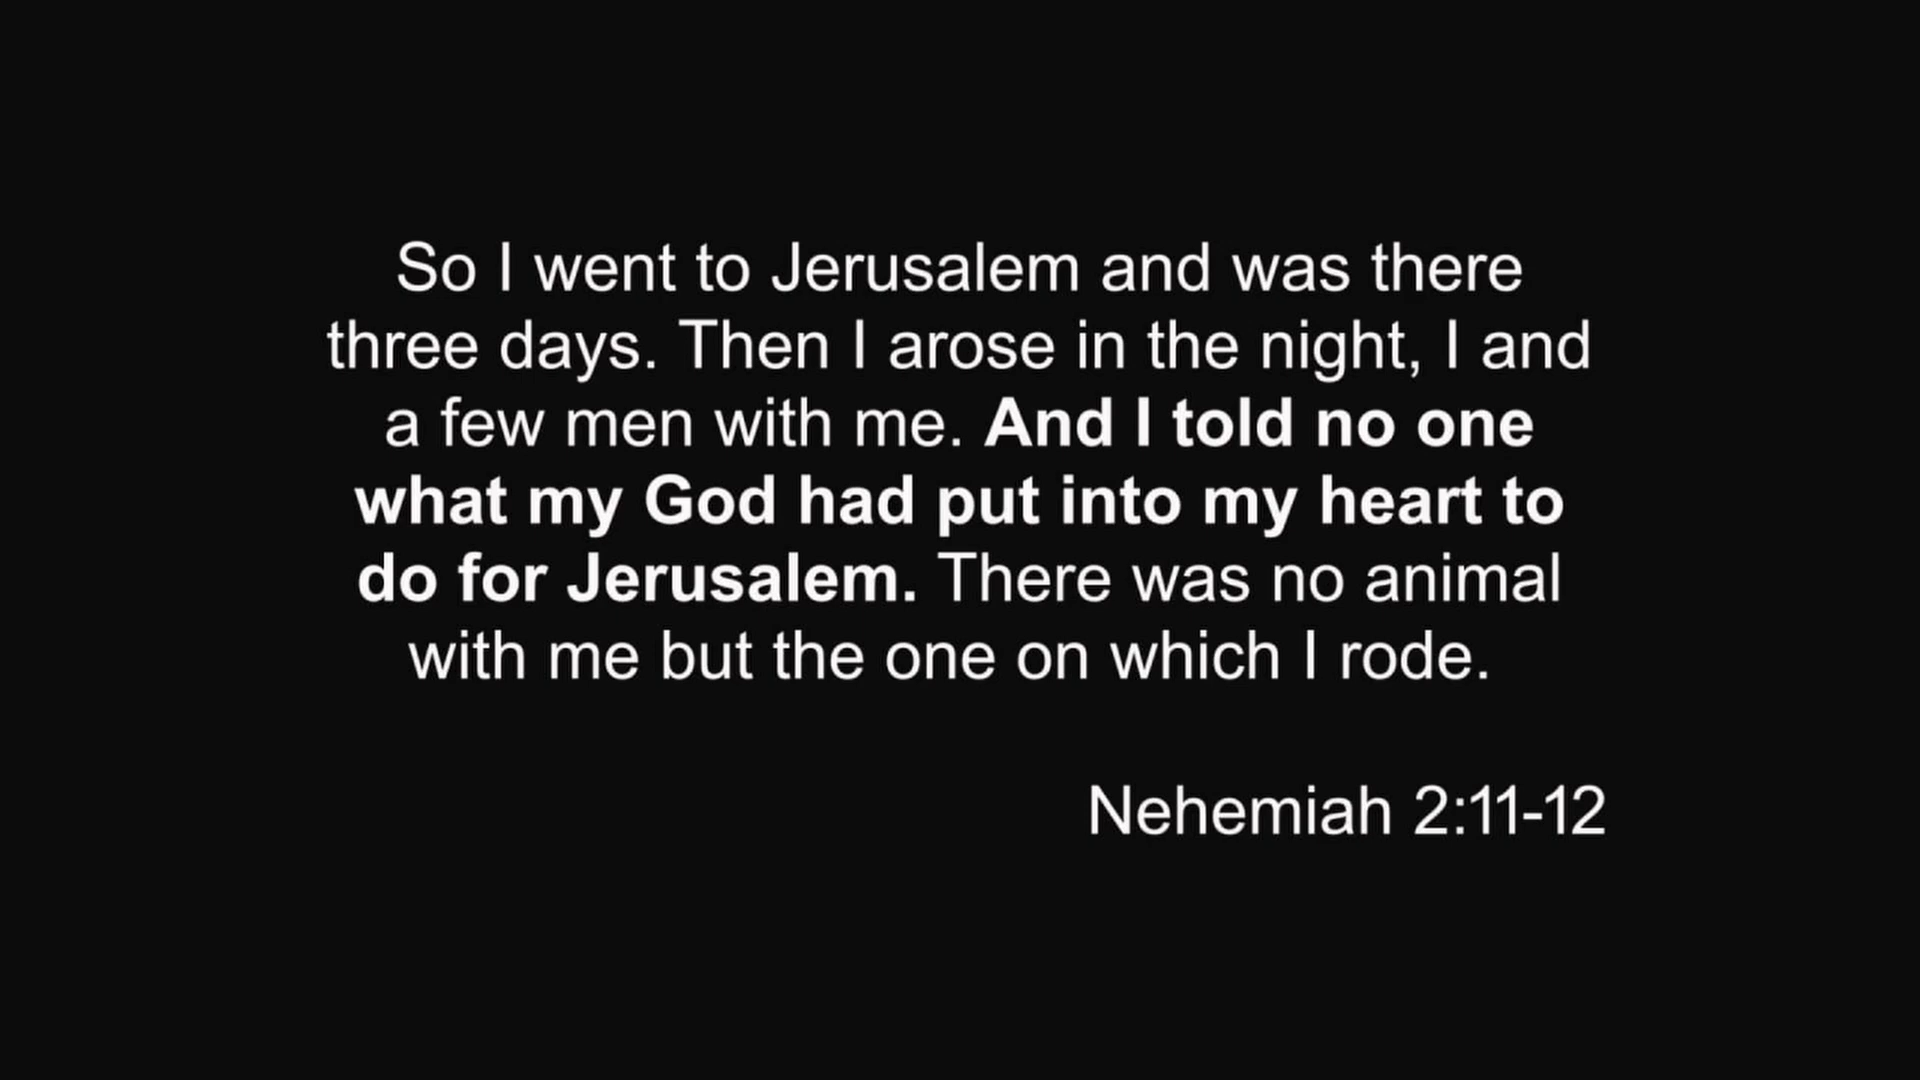 So I went to Jerusalem and was there
three days. Then I arose in the night, I and
a few men with me. And I told no one
what my God had put into my heart to
do for Jerusalem. There was no animal
with me but the one on which I rode.
Nehemiah 2:11-12